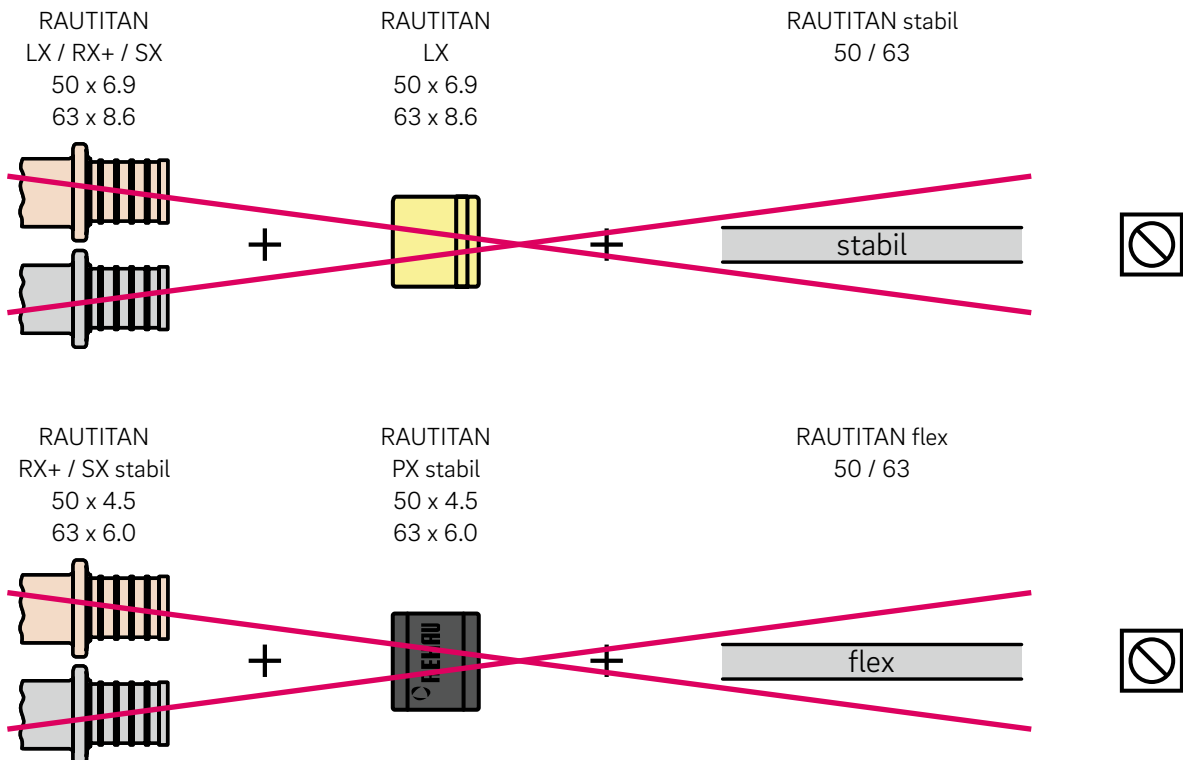 RAUTITAN
LX / RX+ / SX
50 x 6.9
63 x 8.6
RAUTITAN
LX
50 x 6.9
63 x 8.6
RAUTITAN stabil
50 / 63
+
+
stabil
RAUTITAN
RX+ / SX stabil
50 x 4.5
63 x 6.0
RAUTITAN
PX stabil
50 x 4.5
63 x 6.0
RAUTITAN flex
50 / 63
+
REHAU
+
flex